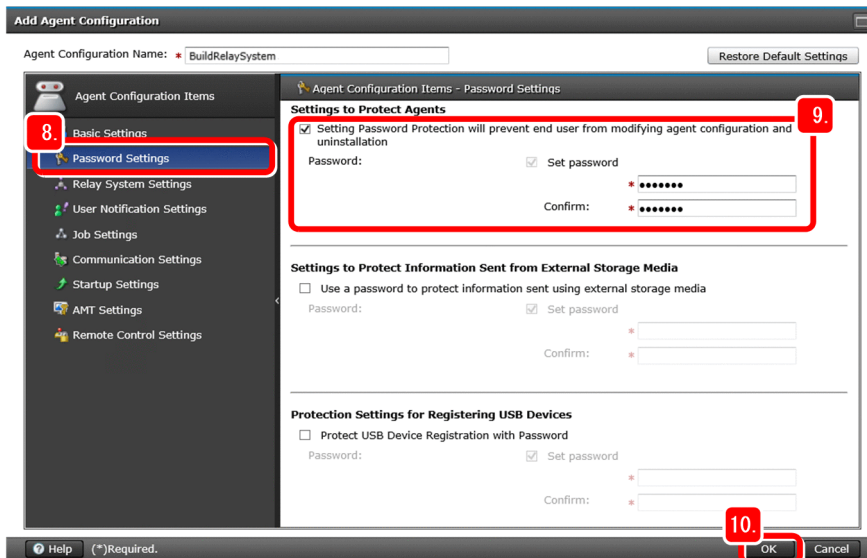 Add Agent Configuration
Agent Configuration Name: * BuildRelaySystem
Restore Default Settings
Agent Configuration Items
8.
Basic Settings
Password Settings
Relay System Settings
User Notification Settings
Job Settings
Communication Settings
Startup Settings
AMT Settings
Remote Control Settings
Agent Configuration Items - Password Settings
Settings to Protect Agents
9.
Setting Password Protection will prevent end user from modifying agent configuration and
uninstallation
Password: Set password
* •••••••
Confirm: * •••••••
Settings to Protect Information Sent from External Storage Media
Use a password to protect information sent using external storage media
Password: Set password
*
Confirm: *
Protection Settings for Registering USB Devices
Protect USB Device Registration with Password
Password: Set password
*
Confirm: *
10.
Help (*)Required.
OK Cancel